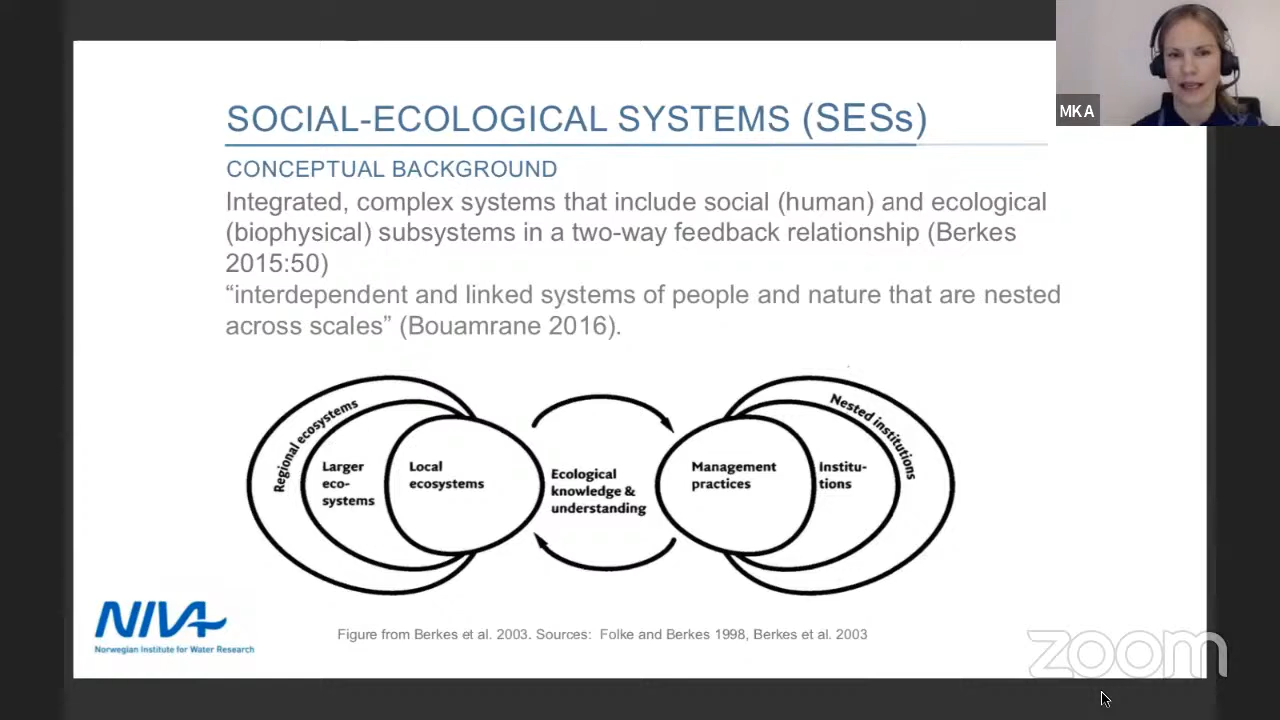 SOCIAL-ECOLOGICAL SYSTEMS (SESs)
MKA
CONCEPTUAL BACKGROUND
Integrated, complex systems that include social (human) and ecological
(biophysical) subsystems in a two-way feedback relationship (Berkes
2015:50)
“interdependent and linked systems of people and nature that are nested
across scales” (Bouamrane 2016).
Regional ecosystems
Larger
eco-
systems
Local
ecosystems
Ecological
knowledge &
understanding
Management
practices
Institu-
tions
Nested institutions
NIVA
Norwegian Institute for Water Research
Figure from Berkes et al. 2003. Sources: Folke and Berkes 1998, Berkes et al. 2003
zoom